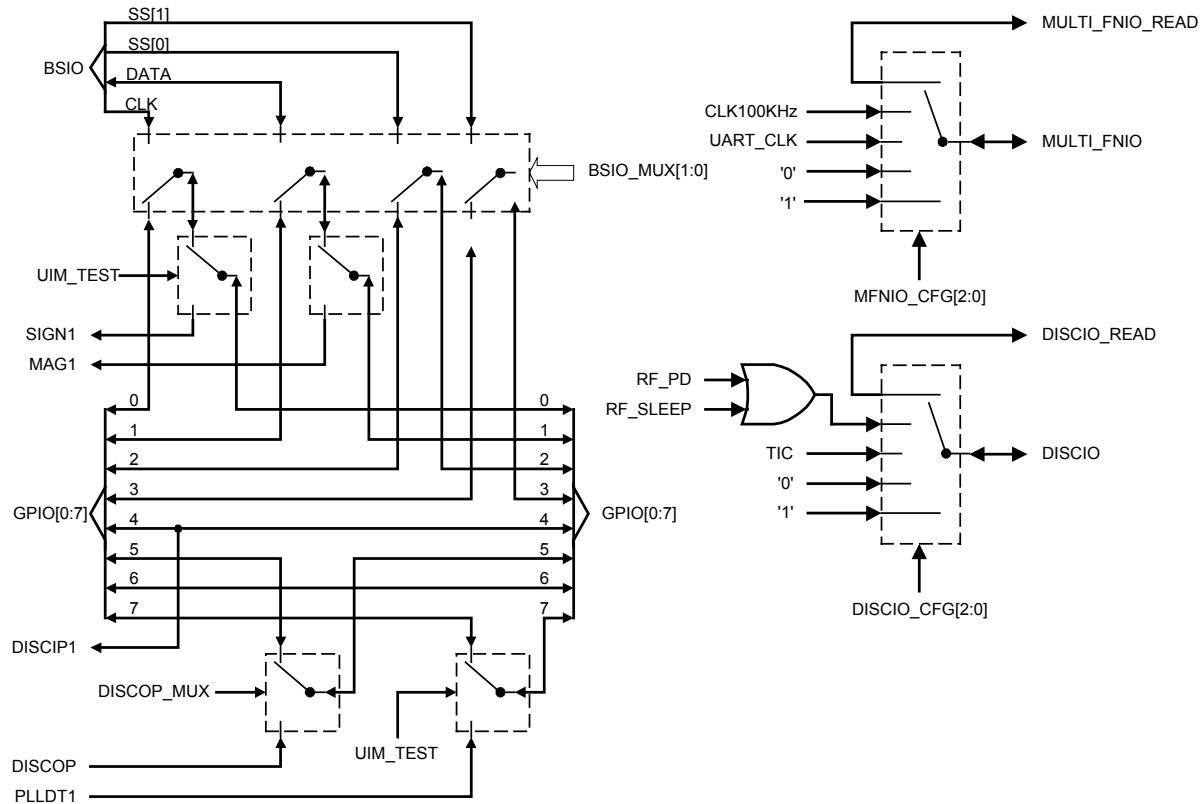 SS[1]
SS[0]
BSIO
DATA
CLK
BSIO_MUX[1:0]
UIM_TEST
SIGN1
MAG1
0 0
1 1
2 2
3 3
GPIO[0:7] GPIO[0:7]
4 4
5 5
6 6
7 7
DISCIP1
DISCOP_MUX
UIM_TEST
DISCOP
PLLDT1
MULTI_FNIO_READ
CLK100KHz
UART_CLK
MULTI_FNIO
'0'
'1'
MFNIO_CFG[2:0]
DISCIO_READ
RF_PD
RF_SLEEP
TIC
DISCIO
'0'
'1'
DISCIO_CFG[2:0]